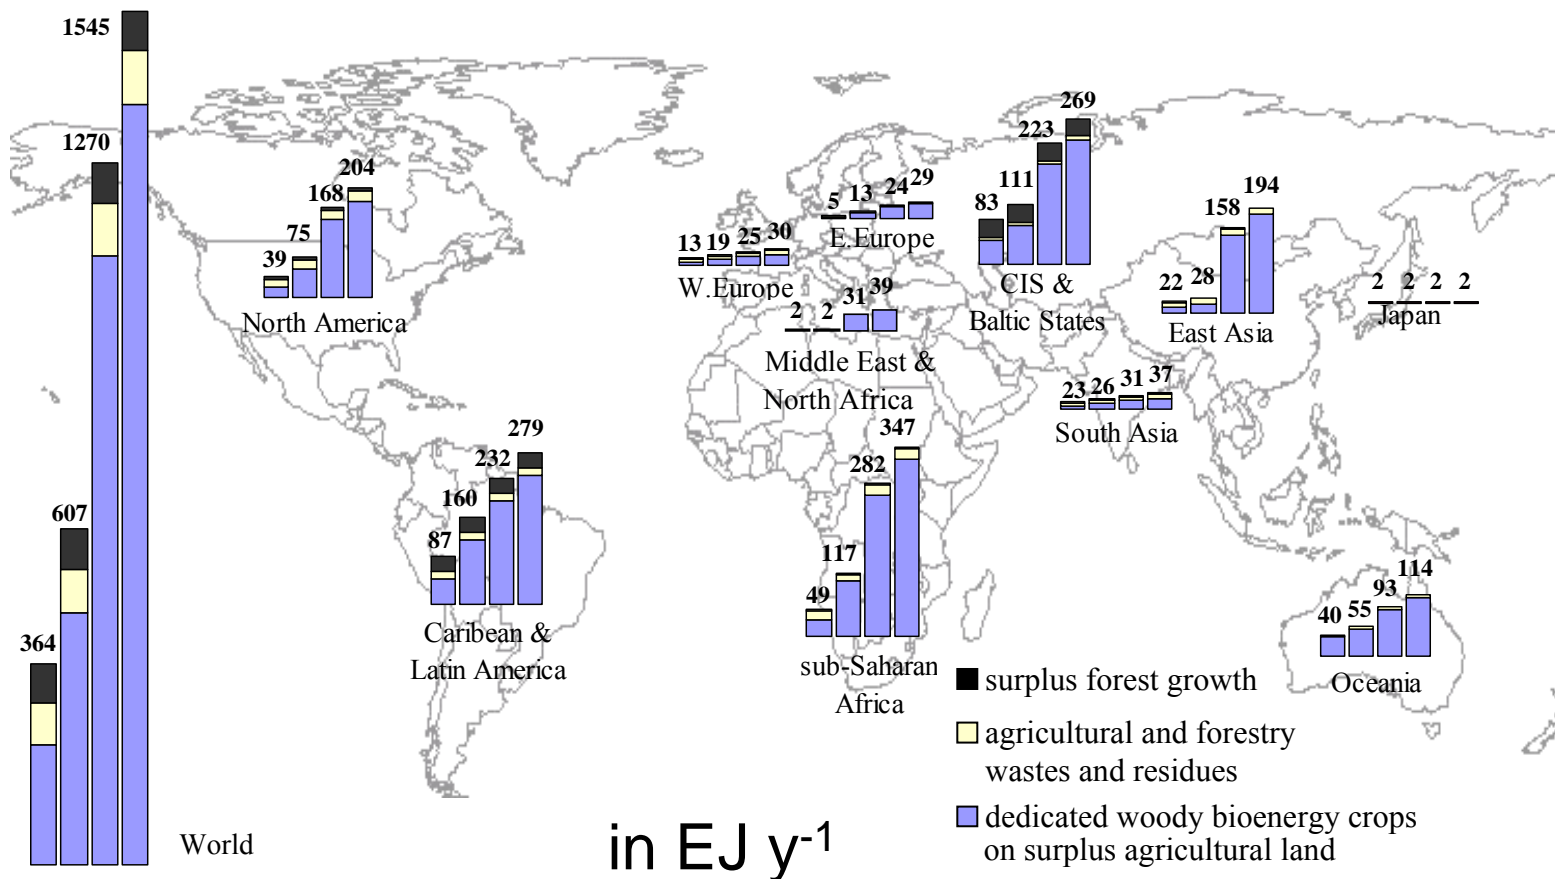 1545
1270
607
364
World
204
168
75
39
North America
279
232
160
87
Caribean &
Latin America
13 19 25 30
W.Europe
5 13 24 29
E.Europe
2 2 31 39
Middle East &
North Africa
347
282
117
49
sub-Saharan
Africa
269
223
111
83
CIS &
Baltic States
194
158
22 28
East Asia
2 2 2 2
Japan
23 26 31 37
South Asia
114
93
55
40
Oceania
surplus forest growth
agricultural and forestry
wastes and residues
dedicated woody bioenergy crops
on surplus agricultural land
in EJ y-1